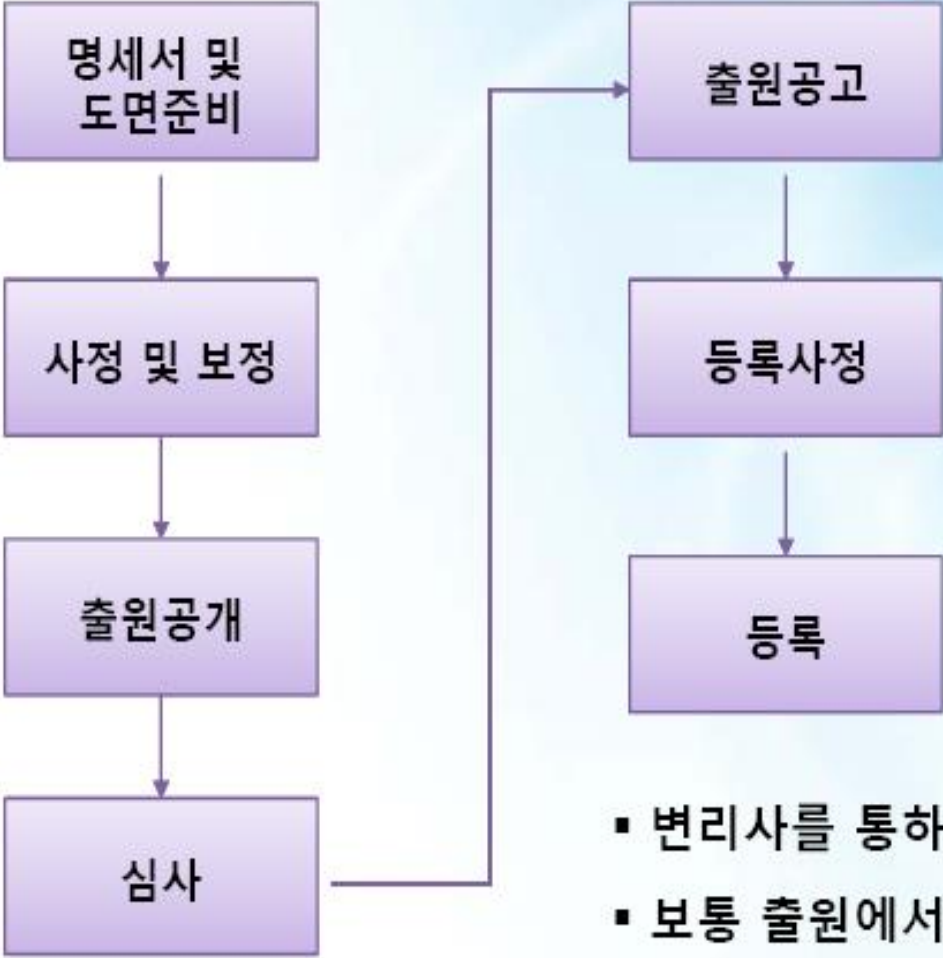 명세서 및
도면준비
사정 및 보정
출원공개
심사
출원공고
등록사정
등록
▪ 변리사를 통하
▪ 보통 출원에서